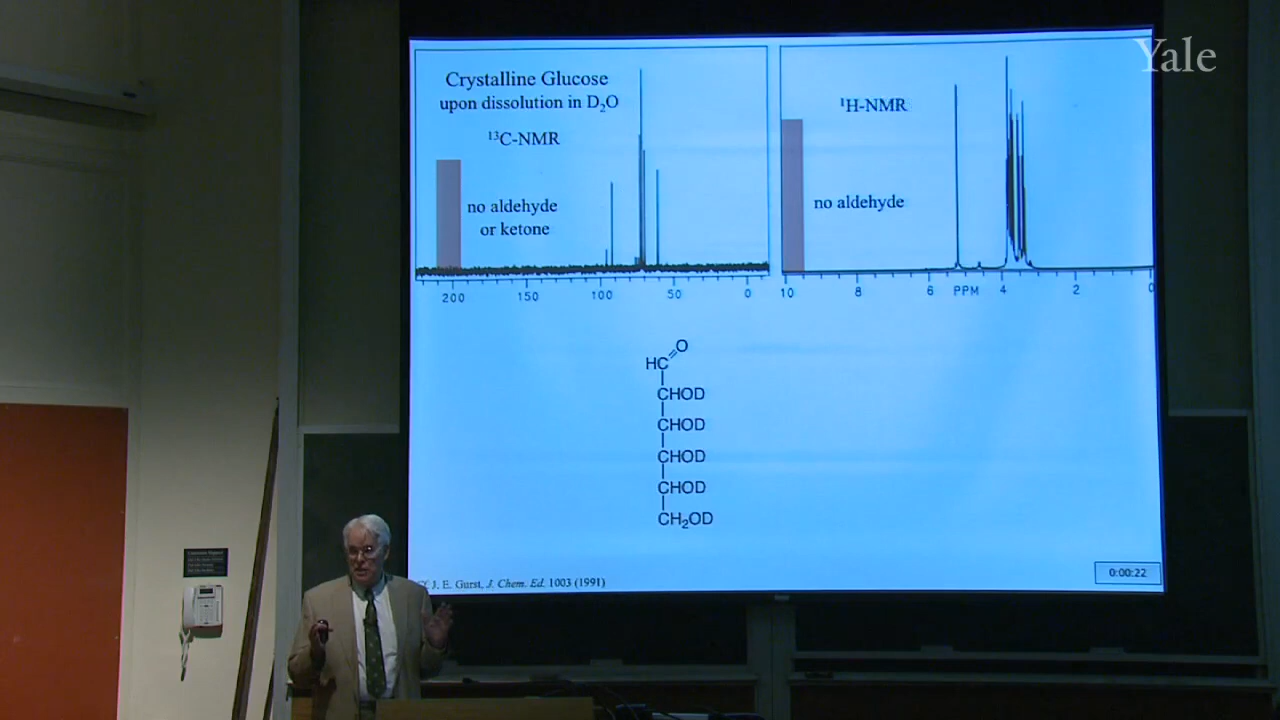 Yale
Crystalline Glucose
upon dissolution in D₂O
¹³C-NMR
no aldehyde
or ketone
200 150 100 50 0
¹H-NMR
no aldehyde
10 8 6 PPM 4 2 0
O
HC
CHOD
CHOD
CHOD
CHOD
CH₂OD
J. E. Gurst, J. Chem. Ed. 1003 (1991)
0:00:22